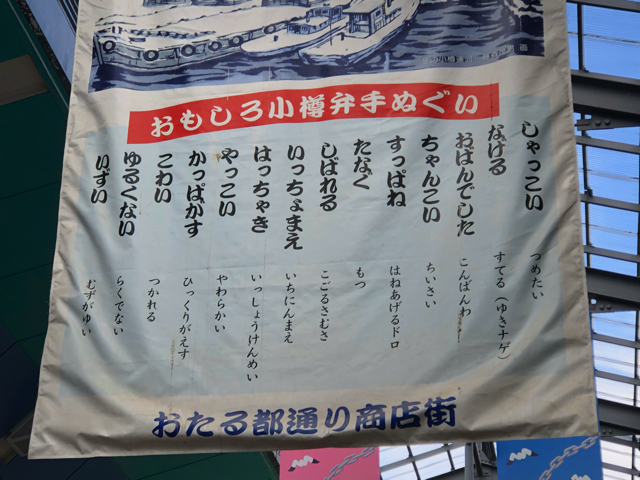 おもしろ小樽弁手ぬぐい
しゃっこい つめたい
なげる すてる（ゆきナゲ）
おばんでした こんばんわ
ちゃんこい ちいさい
すっぱね はねあげるドロ
たなぐ もつ
しばれる こごるさむさ
いっちょまえ いちにんまえ
はっちゃき いっしょうけんめい
やっこい やわらかい
かっぱかす ひっくりがえす
こわい つかれる
ゆるくない らくでない
いずい むずがゆい
おたる都通り商店街